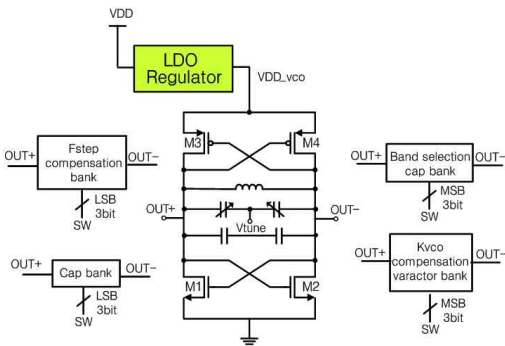 VDD
LDO
Regulator
VDD_vco
M3
M4
OUT+
Fstep
compensation
bank
OUT−
LSB
3bit
SW
OUT+
Band selection
cap bank
OUT−
MSB
3bit
SW
OUT+
OUT−
Vtune
OUT+
Cap bank
OUT−
LSB
3bit
SW
M1
M2
OUT+
Kvco
compensation
varactor bank
OUT−
MSB
3bit
SW